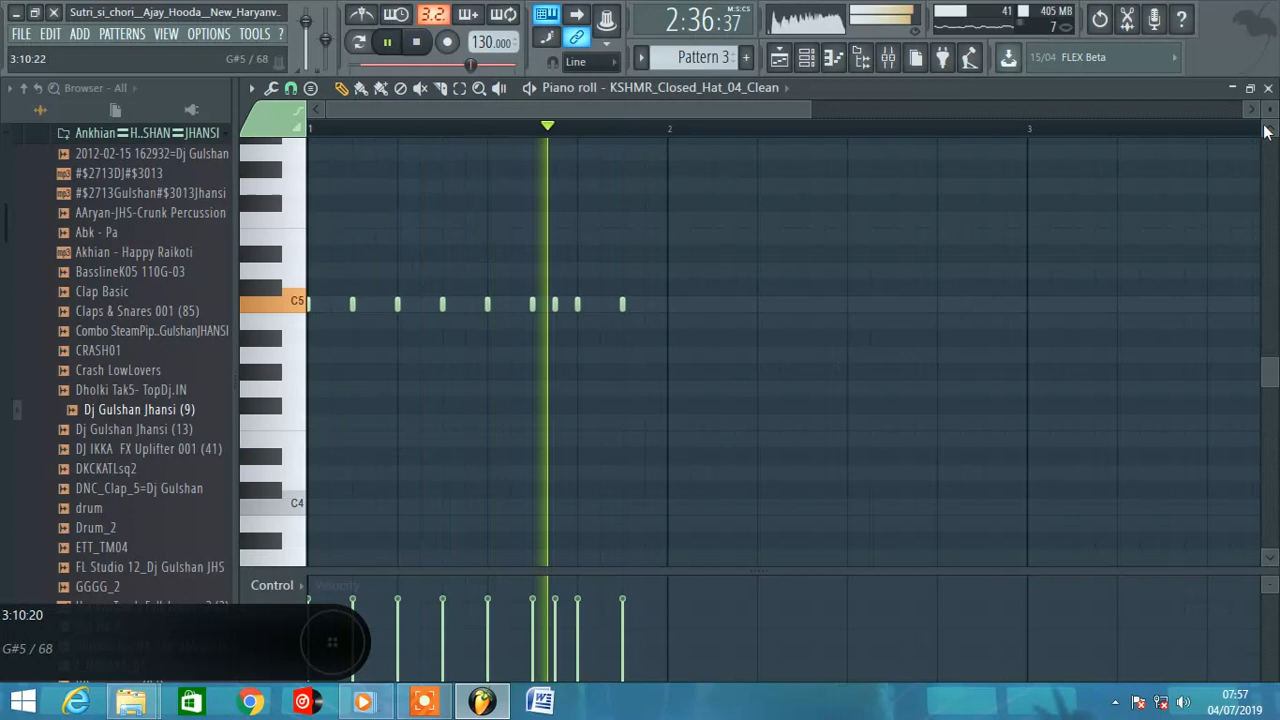 Sutri_si_chori__Ajay_Hooda__New_Haryanv..
FILE EDIT ADD PATTERNS VIEW OPTIONS TOOLS ?
3:10:22 G#5 / 68
3.2.
130.000
Line
2:36:37
M:S:CS
Pattern 3
41
405 MB
7
15/04 FLEX Beta
Browser - All
Piano roll - KSHMR_Closed_Hat_04_Clean
1 2 3
Ankhian=H..SHAN=JHANSI
2012-02-15 162932=Dj Gulshan
#$2713DJ#$3013
#$2713Gulshan#$3013Jhansi
AAryan-JHS-Crunk Percussion
Abk - Pa
Akhian - Happy Raikoti
BasslineK05 110G-03
Clap Basic
Claps & Snares 001 (85)
Combo SteamPip..GulshanJHANSI
CRASH01
Crash LowLovers
Dholki Tak5- TopDj.IN
Dj Gulshan Jhansi (9)
Dj Gulshan Jhansi (13)
DJ IKKA FX Uplifter 001 (41)
DKCKATLsq2
DNC_Clap_5=Dj Gulshan
drum
Drum_2
ETT_TM04
FL Studio 12_Dj Gulshan JHS
GGGG_2
C5
C4
Control Velocity
3:10:20
G#5 / 68
07:57
04/07/2019